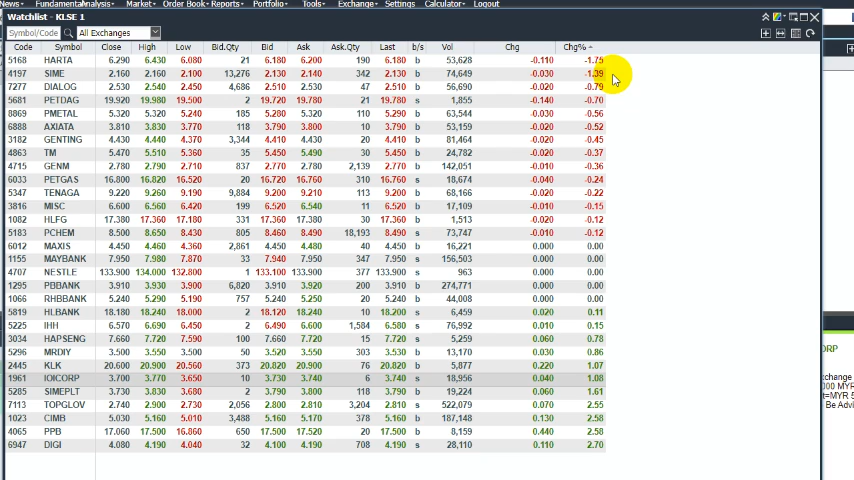 News Fundamental Analysis Market Order Book Reports Portfolio Tools Exchange Settings Calculator Logout
Watchlist - KLSE 1
Symbol/Code All Exchanges
Code Symbol Close High Low Bid.Qty Bid Ask Ask.Qty Last b/s Vol Chg Chg%
5168 HARTA 6.290 6.430 6.080 21 6.180 6.200 190 6.180 b 53,628 -0.110 -1.75
4197 SIME 2.160 2.160 2.100 13,276 2.130 2.140 342 2.130 b 74,649 -0.030 -1.39
7277 DIALOG 2.530 2.540 2.450 4,686 2.510 2.530 47 2.510 b 53,771 -0.020 -0.79
5681 PETDAG 19.920 19.980 19.500 2 19.720 19.780 21 19.780 s 1,855 -0.140 -0.70
8869 PMETAL 5.320 5.320 5.240 185 5.280 5.320 110 5.290 b 53,764 -0.030 -0.56
6888 AXIATA 3.810 3.830 3.770 118 3.790 3.800 10 3.790 b 53,159 -0.020 -0.52
3182 GENTING 4.430 4.440 4.370 3,344 4.410 4.430 20 4.410 b 81,464 -0.020 -0.45
4863 TM 5.470 5.510 5.360 35 5.450 5.490 30 5.450 b 24,782 -0.020 -0.37
4715 GENM 2.780 2.790 2.710 837 2.770 2.780 2,139 2.770 b 142,051 -0.010 -0.36
6033 PETGAS 16.800 16.820 16.520 20 16.720 16.760 20 16.760 s 18,674 -0.040 -0.24
5347 TENAGA 9.220 9.260 9.190 9,884 9.200 9.210 113 9.200 b 68,166 -0.020 -0.22
3816 MISC 6.600 6.560 6.420 199 6.520 6.540 11 6.520 b 17,110 -0.010 -0.15
1082 HLFG 17.380 17.360 17.180 331 17.360 17.380 30 17.360 b 1,513 -0.020 -0.12
5183 PCHEM 8.500 8.650 8.430 805 8.460 8.490 18,193 8.490 s 73,747 -0.010 -0.12
6012 MAXIS 4.450 4.460 4.360 2,861 4.450 4.480 40 4.450 b 16,221 0.000 0.00
1155 MAYBANK 7.950 7.980 7.870 33 7.940 7.950 347 7.950 s 156,503 0.000 0.00
4707 NESTLE 133.900 134.000 132.800 1 133.100 133.900 377 133.900 s 963 0.000 0.00
1295 PBBANK 3.910 3.930 3.900 6,820 3.910 3.920 200 3.910 b 274,771 0.000 0.00
1066 RHBBANK 5.240 5.290 5.190 757 5.240 5.250 20 5.240 b 44,008 0.000 0.00
5819 HLBANK 18.180 18.240 18.000 2 18.120 18.240 10 18.200 s 6,459 0.020 0.11
5225 IHH 6.570 6.690 6.450 2 6.490 6.600 1,584 6.580 s 76,992 0.010 0.15
3034 HAPSENG 7.660 7.720 7.590 100 7.660 7.720 15 7.720 s 5,259 0.060 0.78
5296 MRDIY 3.500 3.550 3.500 50 3.520 3.530 303 3.530 b 13,170 0.030 0.86
2445 KLK 20.600 20.900 20.560 373 20.820 20.900 76 20.820 b 5,877 0.220 1.07
1961 IOICORP 3.700 3.770 3.650 10 3.730 3.740 6 3.740 s 18,956 0.040 1.08
5285 SIMEPLT 3.730 3.830 3.680 2 3.790 3.800 118 3.790 b 19,224 0.060 1.61
7113 TOPGLOV 2.740 2.900 2.730 2,056 2.800 2.810 3,204 2.810 s 522,079 0.070 2.55
1023 CIMB 5.030 5.160 5.010 3,488 5.150 5.160 378 5.160 s 187,148 0.130 2.58
4065 PPB 17.060 17.500 16.860 50 17.500 17.520 20 17.500 b 8,159 0.440 2.58
6947 DIGI 4.080 4.190 4.040 32 4.100 4.190 708 4.190 s 28,110 0.110 2.70
ORP
xchange
000 MYR
t=MYR 5
Be Advi